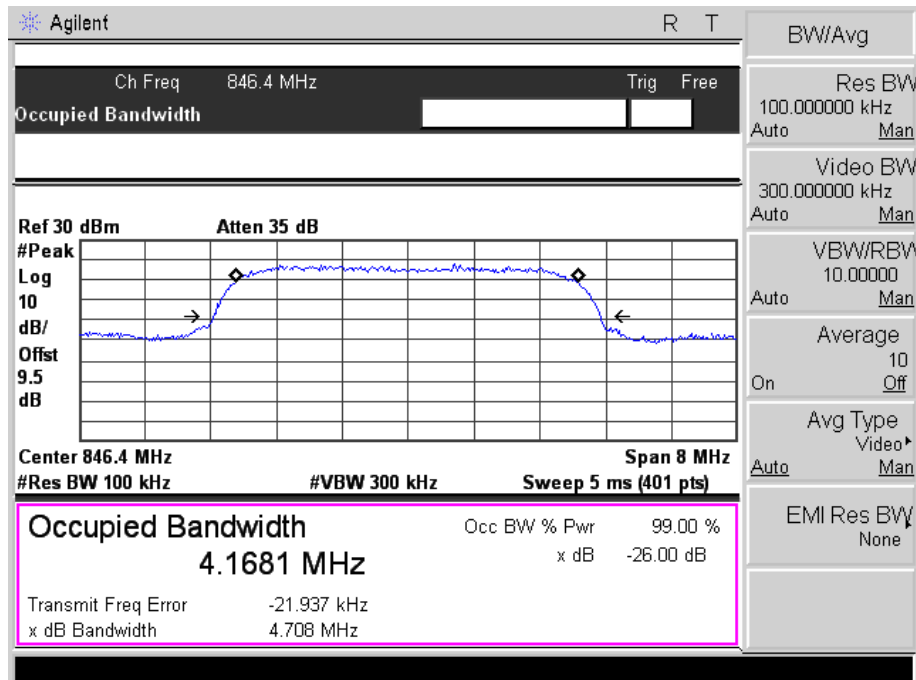 Agilent R T
Ch Freq 846.4 MHz Trig Free
Occupied Bandwidth
Ref 30 dBm Atten 35 dB
#Peak
Log
10
dB/
Offst
9.5
dB
Center 846.4 MHz Span 8 MHz
#Res BW 100 kHz #VBW 300 kHz Sweep 5 ms (401 pts)
Occupied Bandwidth
4.1681 MHz
Occ BW % Pwr 99.00 %
x dB -26.00 dB
Transmit Freq Error -21.937 kHz
x dB Bandwidth 4.708 MHz
BW/Avg
Res BW
100.000000 kHz
Auto Man
Video BW
300.000000 kHz
Auto Man
VBW/RBW
10.00000
Auto Man
Average
10
On Off
Avg Type
Video
Auto Man
EMI Res BW
None